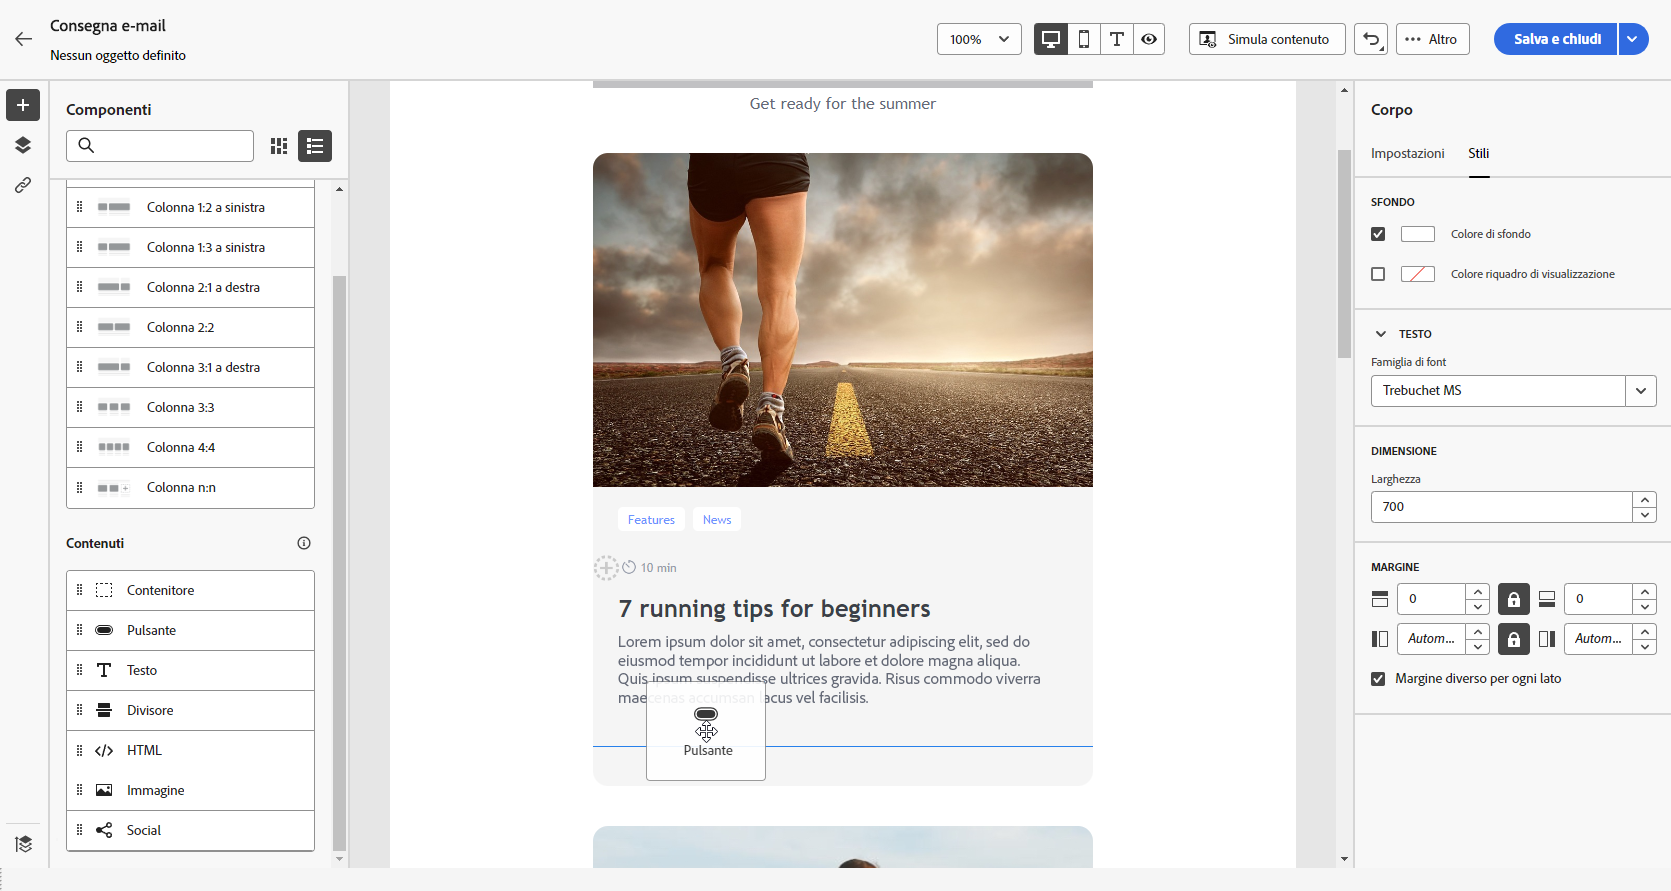 Consegna e-mail
Nessun oggetto definito
100%
Simula contenuto
Altro
Salva e chiudi
Componenti
Colonna 1:2 a sinistra
Colonna 1:3 a sinistra
Colonna 2:1 a destra
Colonna 2:2
Colonna 3:1 a destra
Colonna 3:3
Colonna 4:4
Colonna n:n
Contenuti
Contenitore
Pulsante
Testo
Divisore
HTML
Immagine
Social
Get ready for the summer
Features News
10 min
7 running tips for beginners
Lorem ipsum dolor sit amet, consectetur adipiscing elit, sed do
eiusmod tempor incididunt ut labore et dolore magna aliqua.
Quis ipsum suspendisse ultrices gravida. Risus commodo viverra
maecenas accumsan lacus vel facilisis.
Pulsante
Corpo
Impostazioni Stili
SFONDO
Colore di sfondo
Colore riquadro di visualizzazione
TESTO
Famiglia di font
Trebuchet MS
DIMENSIONE
Larghezza
700
MARGINE
0 0
Autom... Autom...
Margine diverso per ogni lato